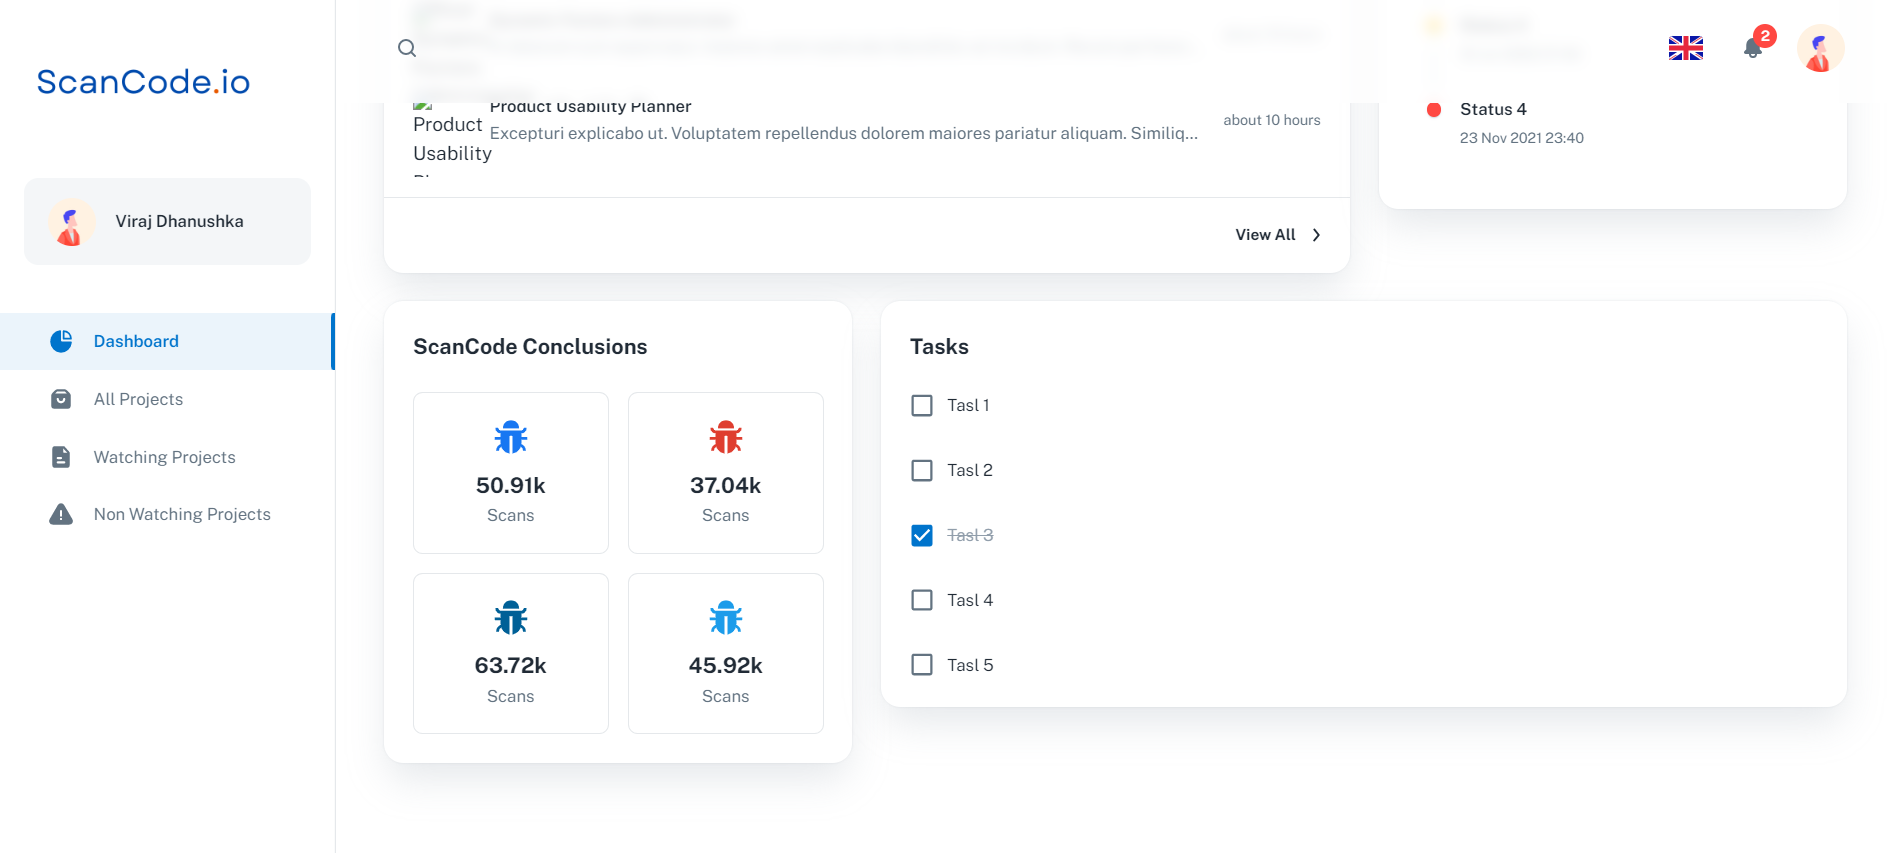 ScanCode.io
Viraj Dhanushka
Dashboard
All Projects
Watching Projects
Non Watching Projects
2
Product Usability Planner
Product
Usability
Excepturi explicabo ut. Voluptatem repellendus dolorem maiores pariatur aliquam. Similiq...
about 10 hours
View All
Status 4
23 Nov 2021 23:40
ScanCode Conclusions
50.91k
Scans
37.04k
Scans
63.72k
Scans
45.92k
Scans
Tasks
Tasl 1
Tasl 2
Tasl 3
Tasl 4
Tasl 5